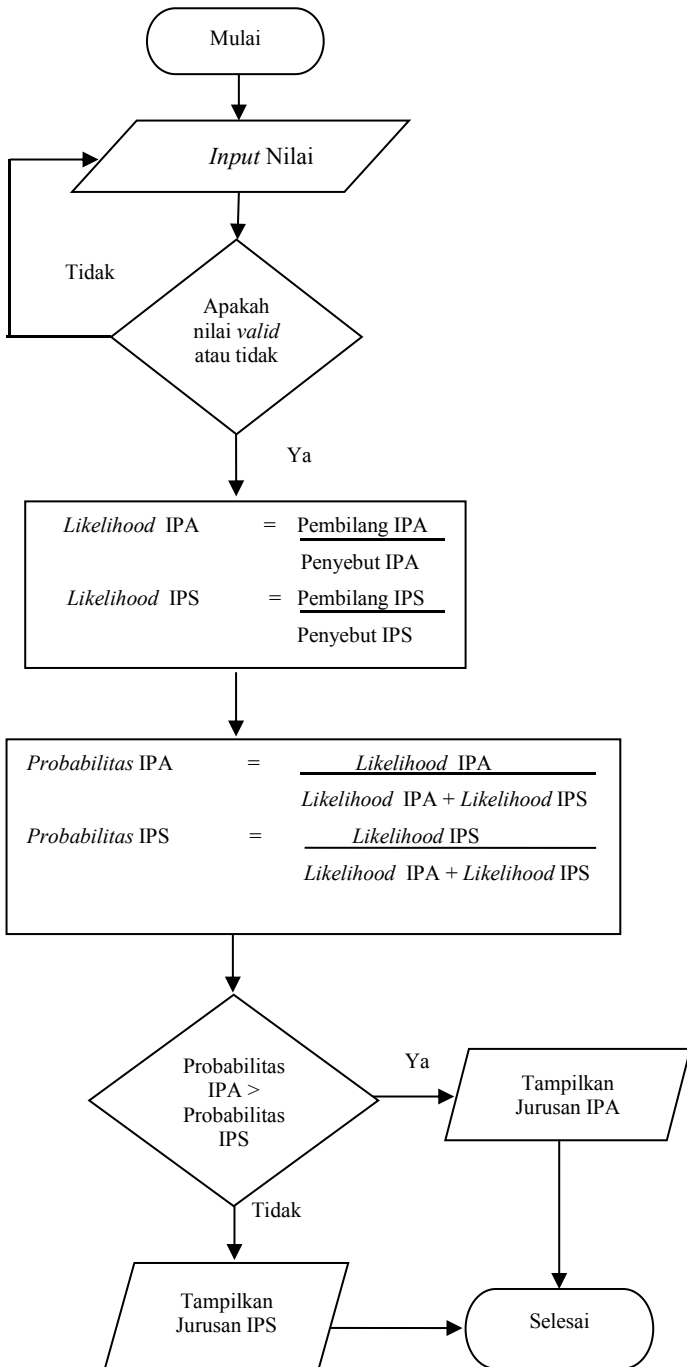 Mulai
Input Nilai
Tidak
Apakah
nilai valid
atau tidak
Ya
Likelihood IPA = Pembilang IPA
Penyebut IPA
Likelihood IPS = Pembilang IPS
Penyebut IPS
Probabilitas IPA = Likelihood IPA
Likelihood IPA + Likelihood IPS
Probabilitas IPS = Likelihood IPS
Likelihood IPA + Likelihood IPS
Probabilitas
IPA >
Probabilitas
IPS
Ya
Tampilkan
Jurusan IPA
Tidak
Tampilkan
Jurusan IPS
Selesai